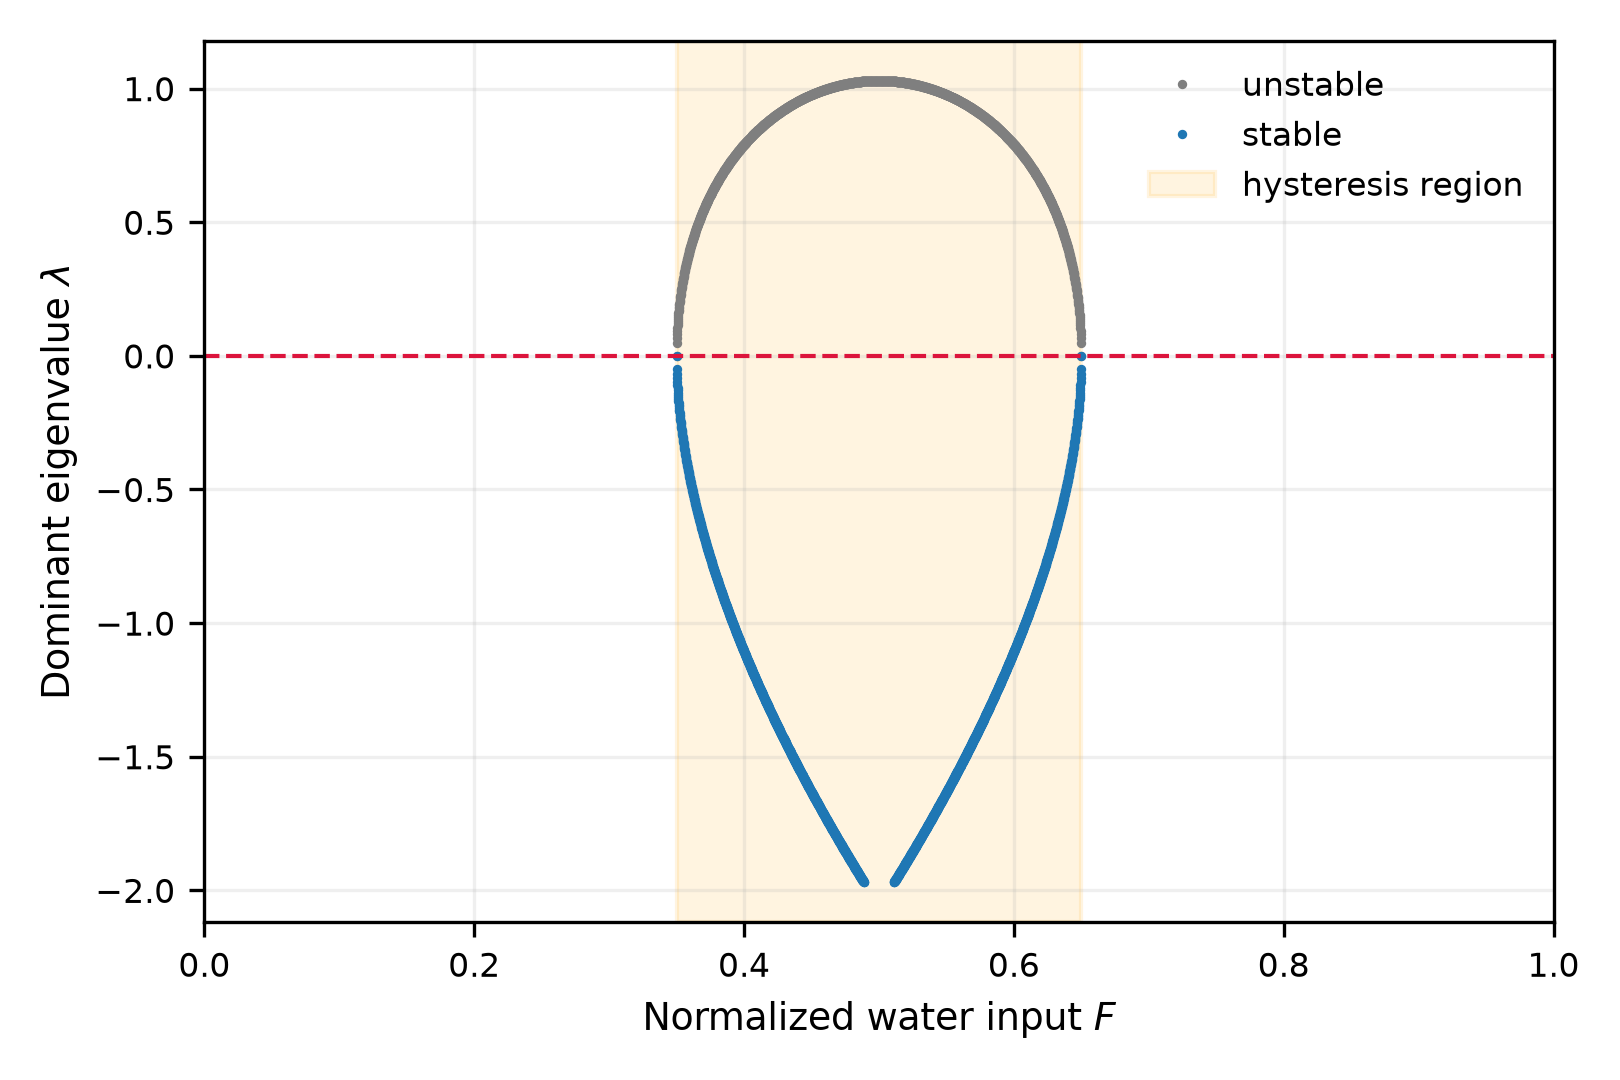 unstable
stable
hysteresis region
1.0
0.5
0.0
−0.5
−1.0
−1.5
−2.0
Dominant eigenvalue λ
0.0 0.2 0.4 0.6 0.8 1.0
Normalized water input F